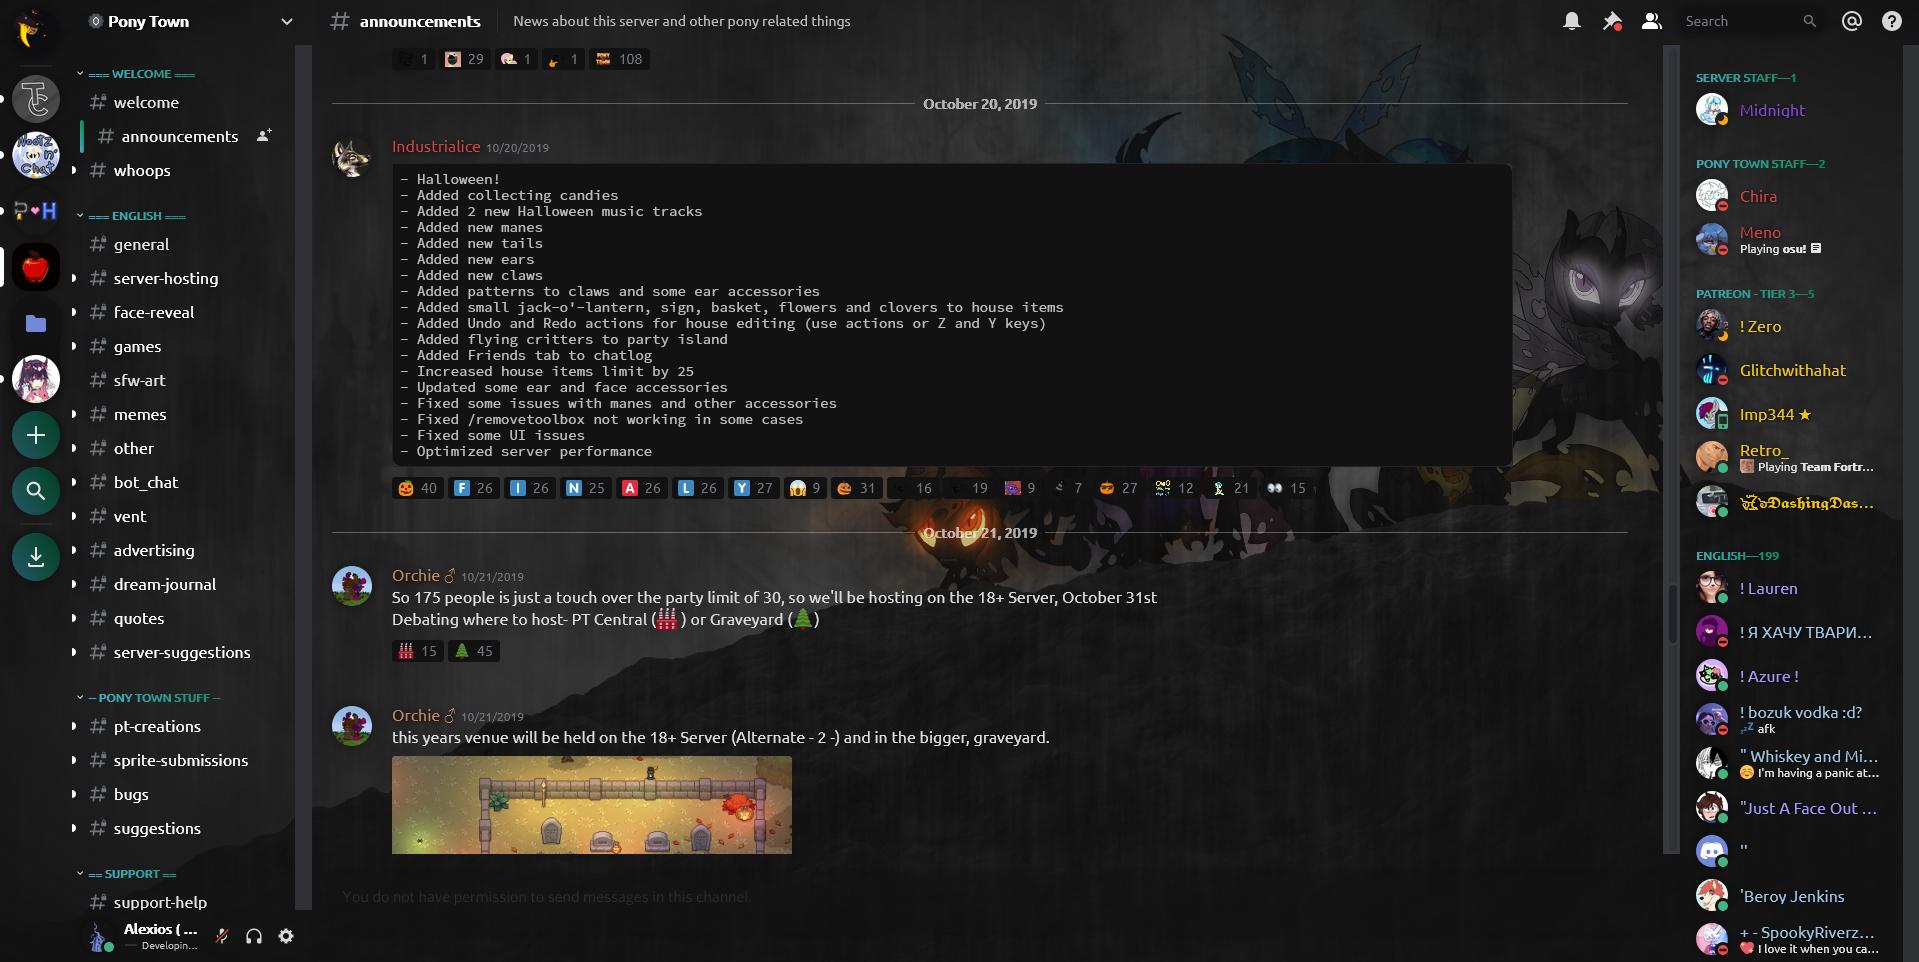 Pony Town
announcements
News about this server and other pony related things
Search
=== WELCOME ===
welcome
announcements
whoops
=== ENGLISH ===
general
server-hosting
face-reveal
games
sfw-art
memes
other
bot_chat
vent
advertising
dream-journal
quotes
server-suggestions
-- PONY TOWN STUFF --
pt-creations
sprite-submissions
bugs
suggestions
== SUPPORT ==
support-help
Alexios ( ...
Developin...
1 29 1 1 108
October 20, 2019
Industrialice 10/20/2019
- Halloween!
- Added collecting candies
- Added 2 new Halloween music tracks
- Added new manes
- Added new tails
- Added new ears
- Added new claws
- Added patterns to claws and some ear accessories
- Added small jack-o'-lantern, sign, basket, flowers and clovers to house items
- Added Undo and Redo actions for house editing (use actions or Z and Y keys)
- Added flying critters to party island
- Added Friends tab to chatlog
- Increased house items limit by 25
- Updated some ear and face accessories
- Fixed some issues with manes and other accessories
- Fixed /removetoolbox not working in some cases
- Fixed some UI issues
- Optimized server performance
40 F 26 I 26 N 25 A 26 L 26 Y 27 9 31 16 19 9 7 27 12 21 15
October 21, 2019
Orchie ♂ 10/21/2019
So 175 people is just a touch over the party limit of 30, so we'll be hosting on the 18+ Server, October 31st
Debating where to host- PT Central (🏰) or Graveyard (🌲)
15 45
Orchie ♂ 10/21/2019
this years venue will be held on the 18+ Server (Alternate - 2 -) and in the bigger, graveyard.
You do not have permission to send messages in this channel.
SERVER STAFF—1
Midnight
PONY TOWN STAFF—2
Chira
Meno
Playing osu!
PATREON - TIER 3—5
! Zero
Glitchwithahat
Imp344 ★
Retro_
Playing Team Fortr...
DashingDas...
ENGLISH—199
! Lauren
! Я ХАЧУ ТВАРИ...
! Azure !
! bozuk vodka :d?
afk
" Whiskey and Mi...
I'm having a panic at...
"Just A Face Out ...
''
'Beroy Jenkins
+ - SpookyRiverz...
I love it when you ca...